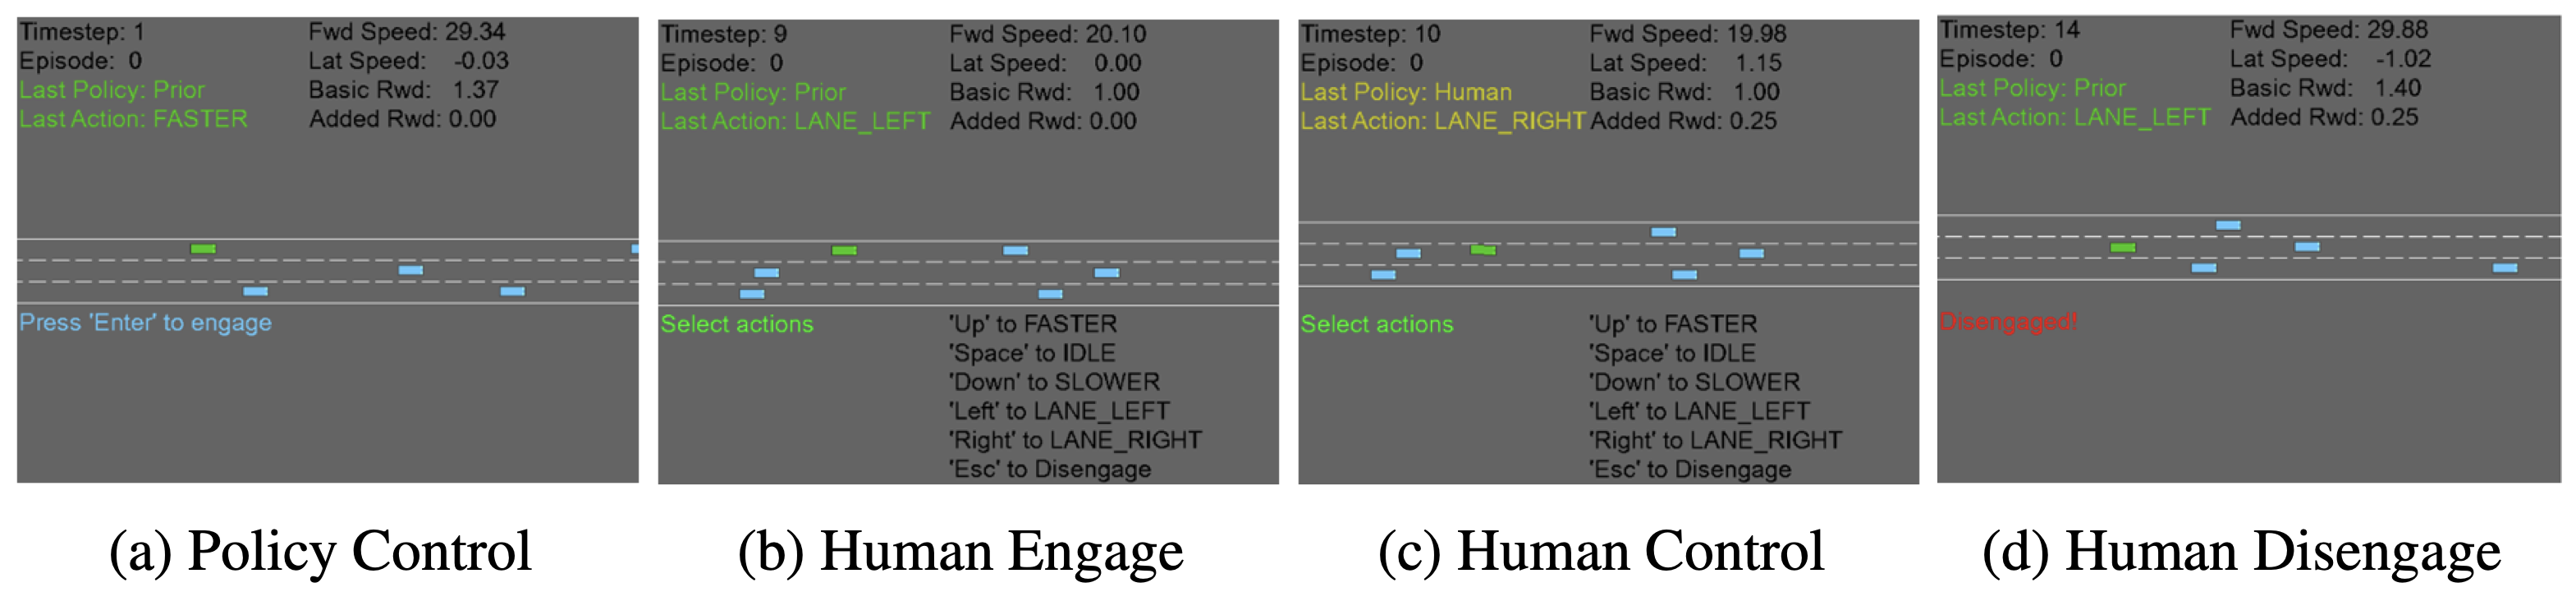 Timestep: 1 Fwd Speed: 29.34
Episode: 0 Lat Speed: -0.03
Last Policy: Prior Basic Rwd: 1.37
Last Action: FASTER Added Rwd: 0.00
Press 'Enter' to engage
(a) Policy Control
Timestep: 9 Fwd Speed: 20.10
Episode: 0 Lat Speed: 0.00
Last Policy: Prior Basic Rwd: 1.00
Last Action: LANE_LEFT Added Rwd: 0.00
Select actions 'Up' to FASTER
'Space' to IDLE
'Down' to SLOWER
'Left' to LANE_LEFT
'Right' to LANE_RIGHT
'Esc' to Disengage
(b) Human Engage
Timestep: 10 Fwd Speed: 19.98
Episode: 0 Lat Speed: 1.15
Last Policy: Human Basic Rwd: 1.00
Last Action: LANE_RIGHT Added Rwd: 0.25
Select actions 'Up' to FASTER
'Space' to IDLE
'Down' to SLOWER
'Left' to LANE_LEFT
'Right' to LANE_RIGHT
'Esc' to Disengage
(c) Human Control
Timestep: 14 Fwd Speed: 29.88
Episode: 0 Lat Speed: -1.02
Last Policy: Prior Basic Rwd: 1.40
Last Action: LANE_LEFT Added Rwd: 0.25
Disengaged!
(d) Human Disengage